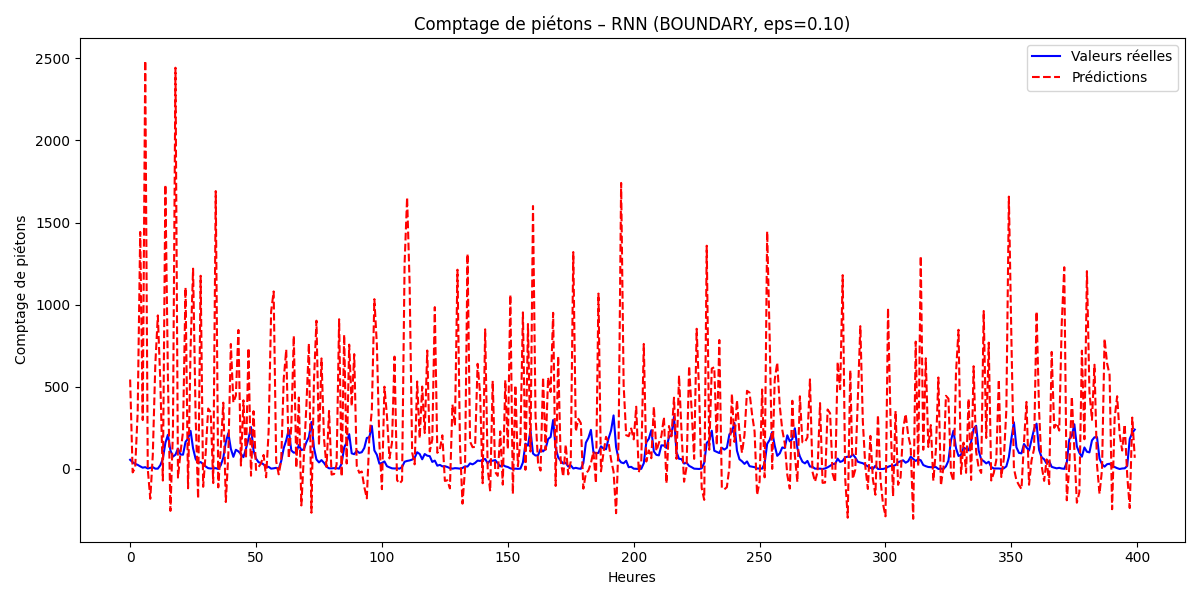 Comptage de piétons – RNN (BOUNDARY, eps=0.10)
Valeurs réelles
Prédictions
Comptage de piétons
2500
2000
1500
1000
500
0
0 50 100 150 200 250 300 350 400
Heures